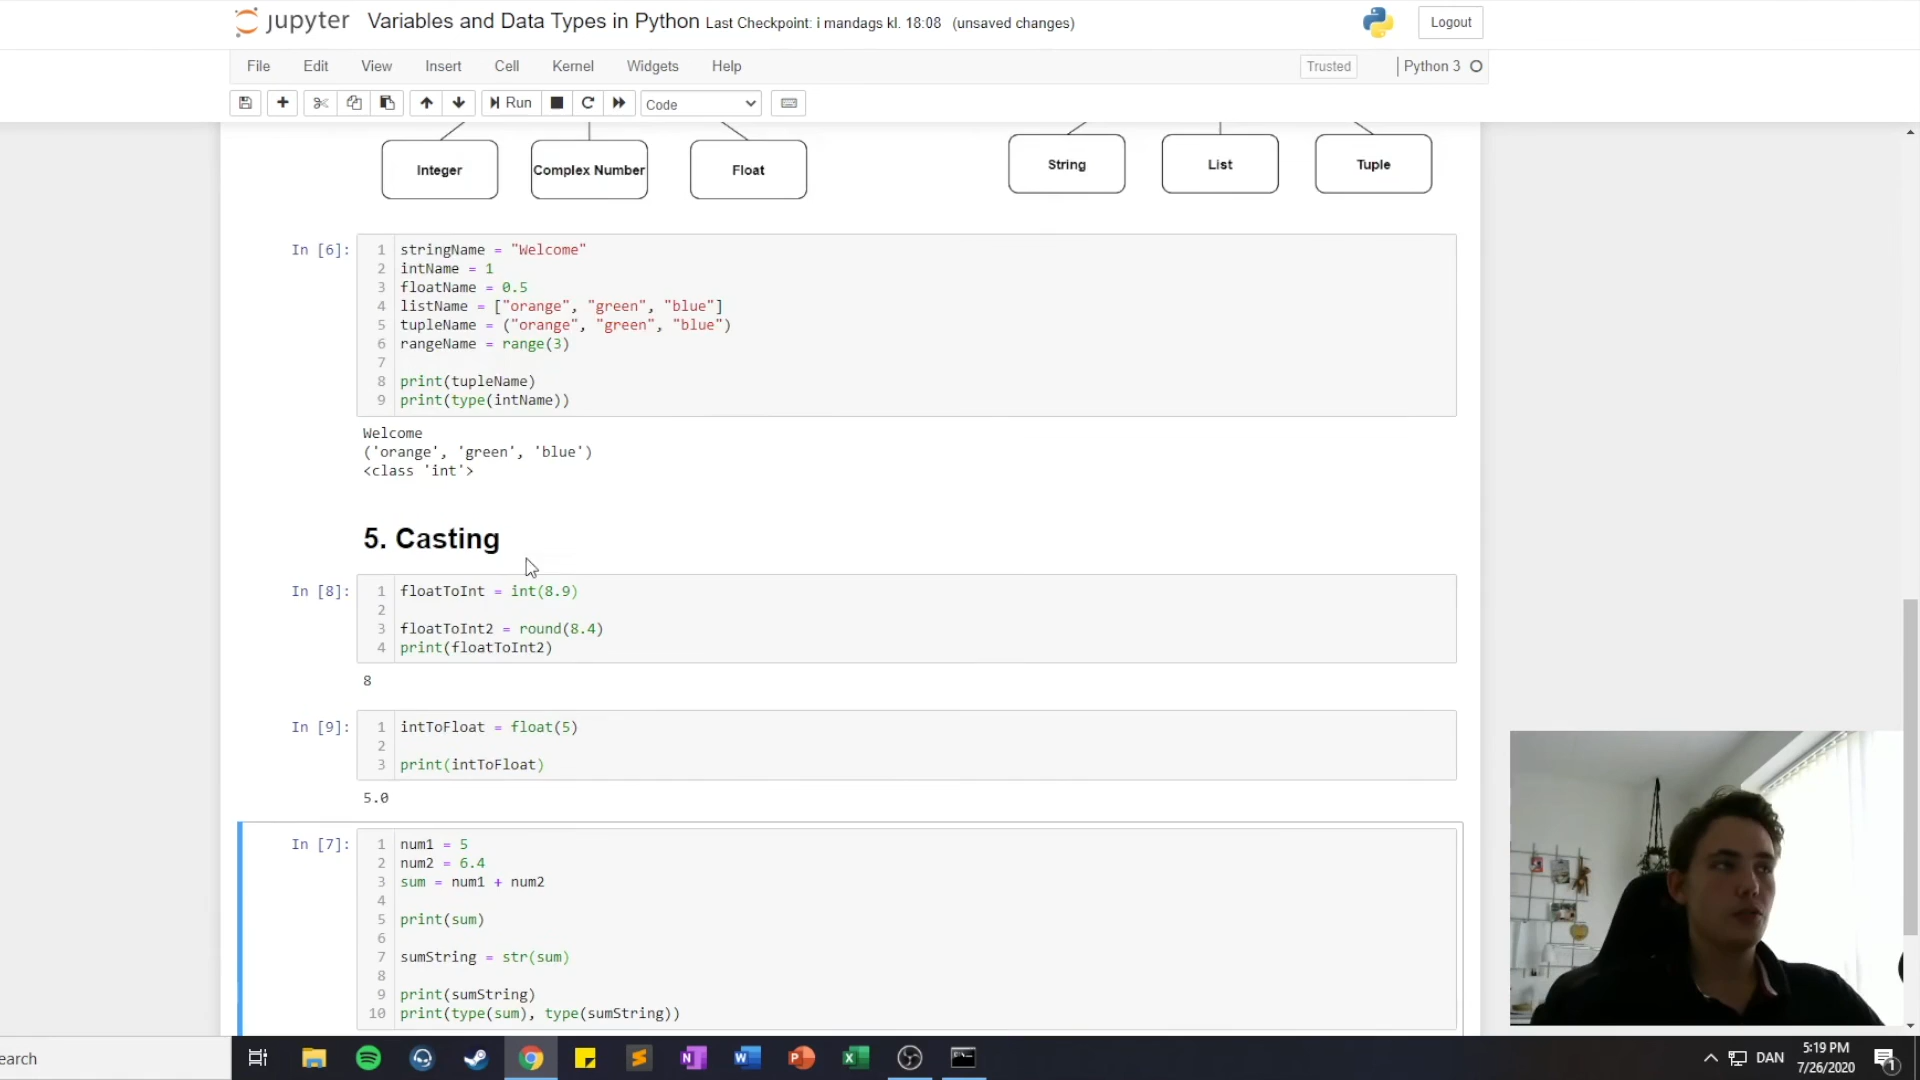 jupyter Variables and Data Types in Python Last Checkpoint: i mandags kl. 18:08 (unsaved changes) Logout
File Edit View Insert Cell Kernel Widgets Help Trusted Python 3
Run Code
Integer Complex Number Float String List Tuple
In [6]:
1 stringName = "Welcome"
2 intName = 1
3 floatName = 0.5
4 listName = ["orange", "green", "blue"]
5 tupleName = ("orange", "green", "blue")
6 rangeName = range(3)
7
8 print(tupleName)
9 print(type(intName))
Welcome
('orange', 'green', 'blue')
<class 'int'>
5. Casting
In [8]:
1 floatToInt = int(8.9)
2
3 floatToInt2 = round(8.4)
4 print(floatToInt2)
8
In [9]:
1 intToFloat = float(5)
2
3 print(intToFloat)
5.0
In [7]:
1 num1 = 5
2 num2 = 6.4
3 sum = num1 + num2
4
5 print(sum)
6
7 sumString = str(sum)
8
9 print(sumString)
10 print(type(sum), type(sumString))
earch
DAN
5:19 PM
7/26/2020
1